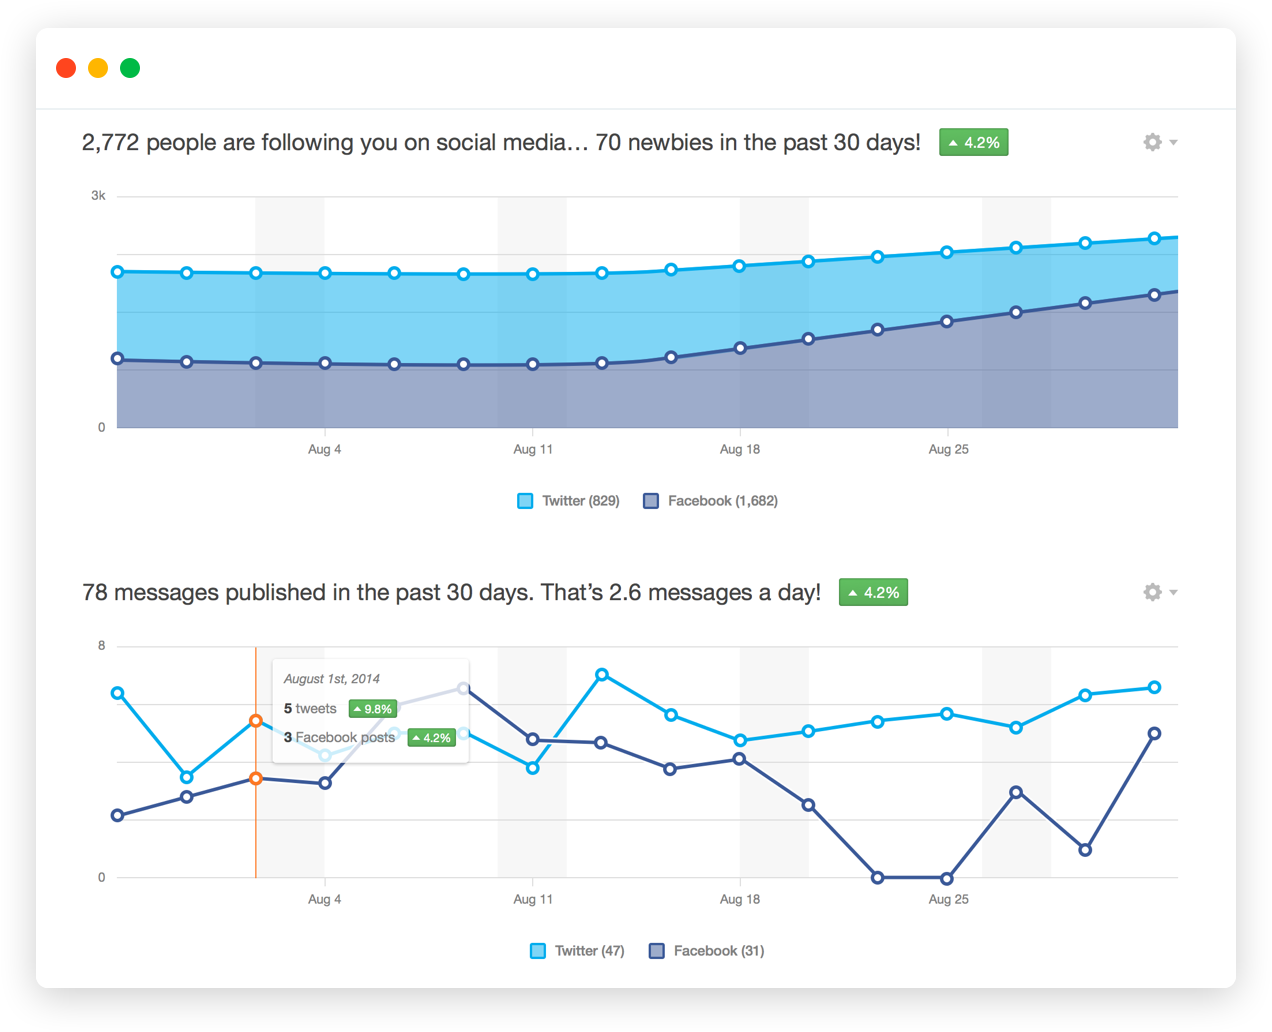 2,772 people are following you on social media... 70 newbies in the past 30 days! 4.2%
3k
0
Aug 4 Aug 11 Aug 18 Aug 25
Twitter (829) Facebook (1,682)
78 messages published in the past 30 days. That’s 2.6 messages a day! 4.2%
8
August 1st, 2014
5 tweets 9.8%
3 Facebook posts 4.2%
0
Aug 4 Aug 11 Aug 18 Aug 25
Twitter (47) Facebook (31)